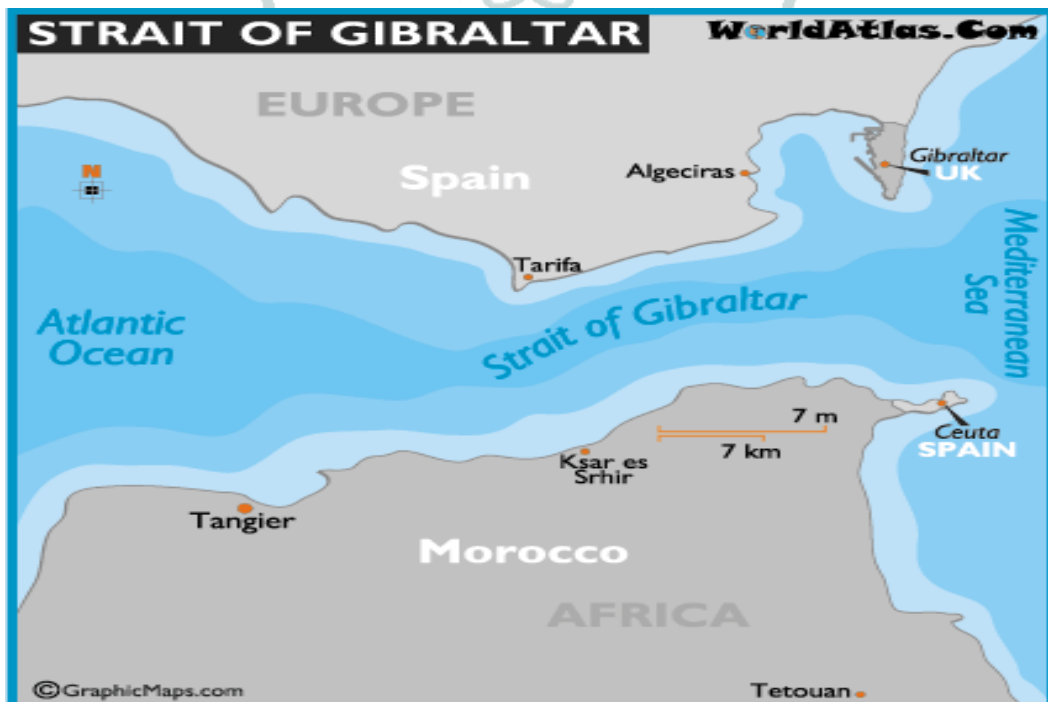 STRAIT OF GIBRALTAR
WorldAtlas.Com
EUROPE
Spain
N
Algeciras
Gibraltar
UK
Tarifa
Mediterranean
Sea
Strait of Gibraltar
Atlantic
Ocean
7 m
7 km
Ceuta
SPAIN
Ksar es
Srhir
Tangier
Morocco
AFRICA
©GraphicMaps.com
Tetouan